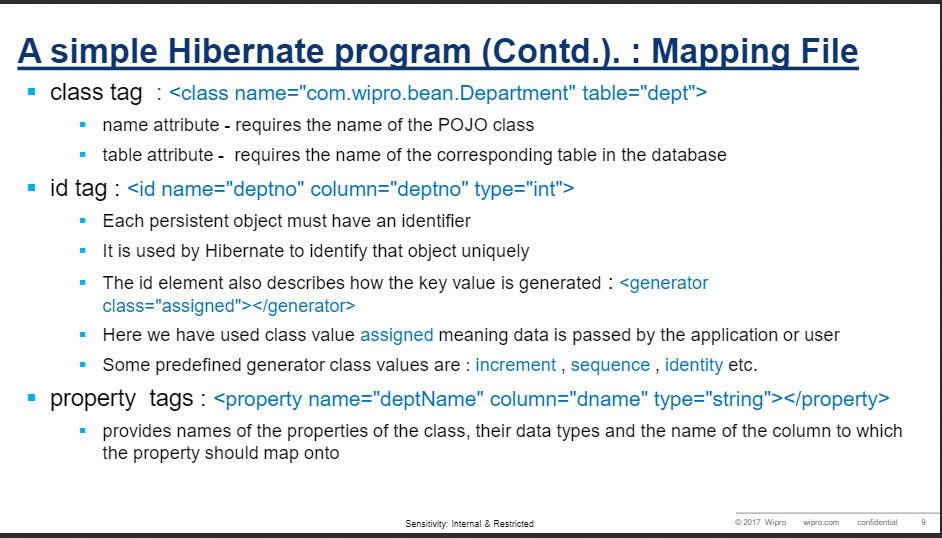 A simple Hibernate program (Contd.). : Mapping File
class tag : <class name="com.wipro.bean.Department" table="dept">
name attribute - requires the name of the POJO class
table attribute - requires the name of the corresponding table in the database
id tag : <id name="deptno" column="deptno" type="int">
Each persistent object must have an identifier
It is used by Hibernate to identify that object uniquely
The id element also describes how the key value is generated : <generator
class="assigned"></generator>
Here we have used class value assigned meaning data is passed by the application or user
Some predefined generator class values are : increment , sequence , identity etc.
property tags : <property name="deptName" column="dname" type="string"></property>
provides names of the properties of the class, their data types and the name of the column to which
the property should map onto
Sensitivity: Internal & Restricted
© 2017 Wipro wipro.com confidential 9